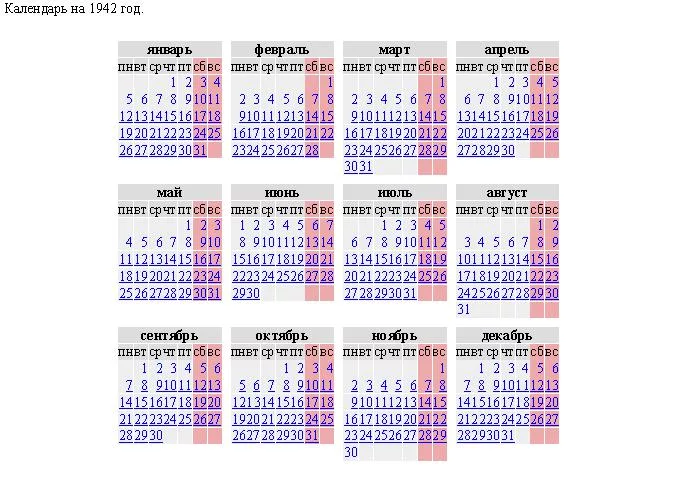 Календарь на 1942 год.
январь февраль март апрель
пн вт ср чт пт сб вс пн вт ср чт пт сб вс пн вт ср чт пт сб вс пн вт ср чт пт сб вс
1 2 3 4 1 1 1 2 3 4 5
5 6 7 8 9 10 11 2 3 4 5 6 7 8 2 3 4 5 6 7 8 6 7 8 9 10 11 12
12 13 14 15 16 17 18 9 10 11 12 13 14 15 9 10 11 12 13 14 15 13 14 15 16 17 18 19
19 20 21 22 23 24 25 16 17 18 19 20 21 22 16 17 18 19 20 21 22 20 21 22 23 24 25 26
26 27 28 29 30 31 23 24 25 26 27 28 23 24 25 26 27 28 29 27 28 29 30
30 31
май июнь июль август
пн вт ср чт пт сб вс пн вт ср чт пт сб вс пн вт ср чт пт сб вс пн вт ср чт пт сб вс
1 2 3 1 2 3 4 5 6 7 1 2 3 4 5 1 2
4 5 6 7 8 9 10 8 9 10 11 12 13 14 6 7 8 9 10 11 12 3 4 5 6 7 8 9
11 12 13 14 15 16 17 15 16 17 18 19 20 21 13 14 15 16 17 18 19 10 11 12 13 14 15 16
18 19 20 21 22 23 24 22 23 24 25 26 27 28 20 21 22 23 24 25 26 17 18 19 20 21 22 23
25 26 27 28 29 30 31 29 30 27 28 29 30 31 24 25 26 27 28 29 30
31
сентябрь октябрь ноябрь декабрь
пн вт ср чт пт сб вс пн вт ср чт пт сб вс пн вт ср чт пт сб вс пн вт ср чт пт сб вс
1 2 3 4 5 6 1 2 3 4 1 1 2 3 4 5 6
7 8 9 10 11 12 13 5 6 7 8 9 10 11 2 3 4 5 6 7 8 7 8 9 10 11 12 13
14 15 16 17 18 19 20 12 13 14 15 16 17 18 9 10 11 12 13 14 15 14 15 16 17 18 19 20
21 22 23 24 25 26 27 19 20 21 22 23 24 25 16 17 18 19 20 21 22 21 22 23 24 25 26 27
28 29 30 26 27 28 29 30 31 23 24 25 26 27 28 29 28 29 30 31
30